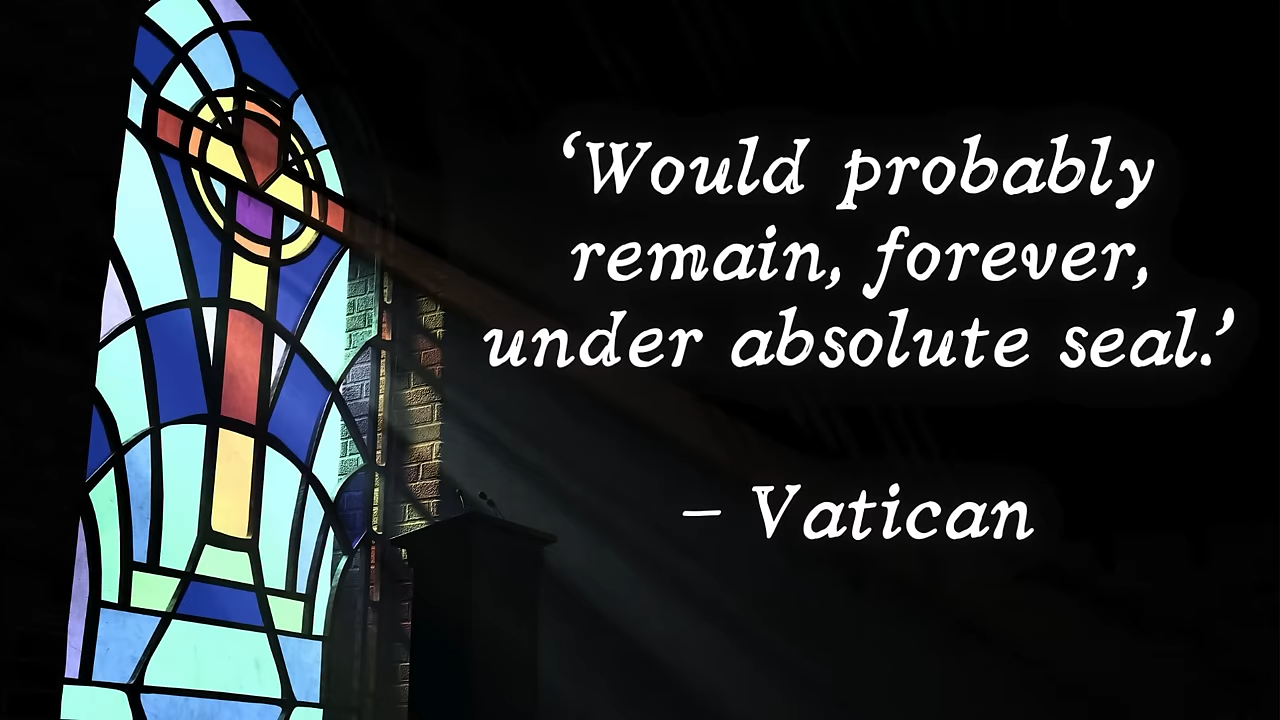 ‘Would probably
remain, forever,
under absolute seal.’
– Vatican